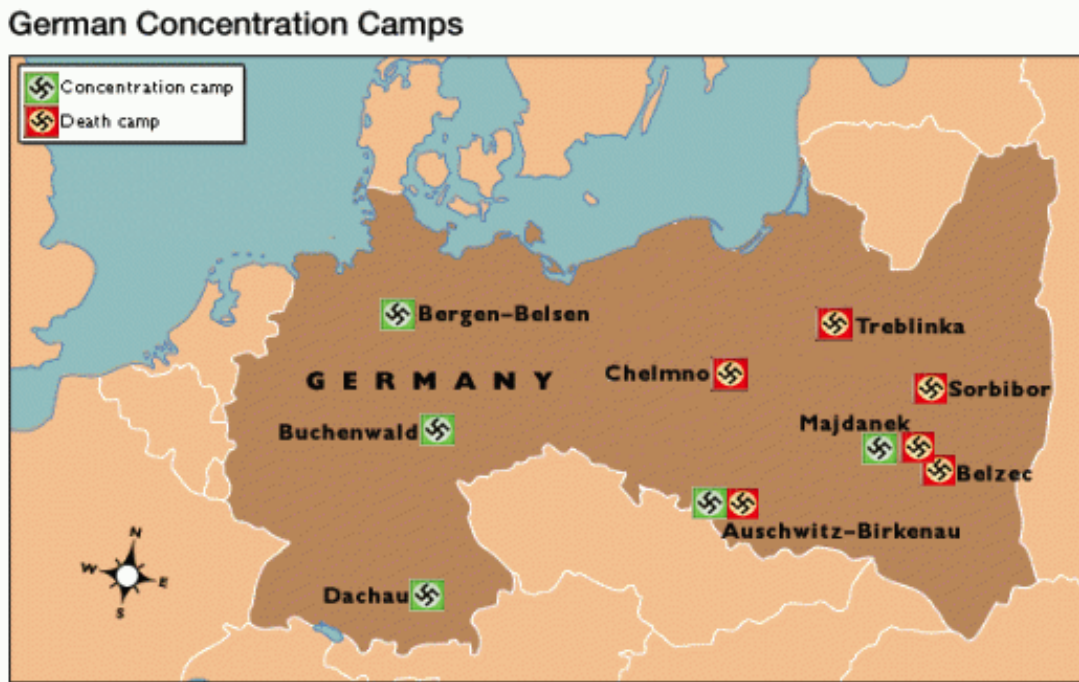 German Concentration Camps
Concentration camp
Death camp
Bergen–Belsen
Treblinka
GERMANY
Chelmno
Sorbibor
Majdanek
Buchenwald
Belzec
Auschwitz–Birkenau
N
W
E
S
Dachau